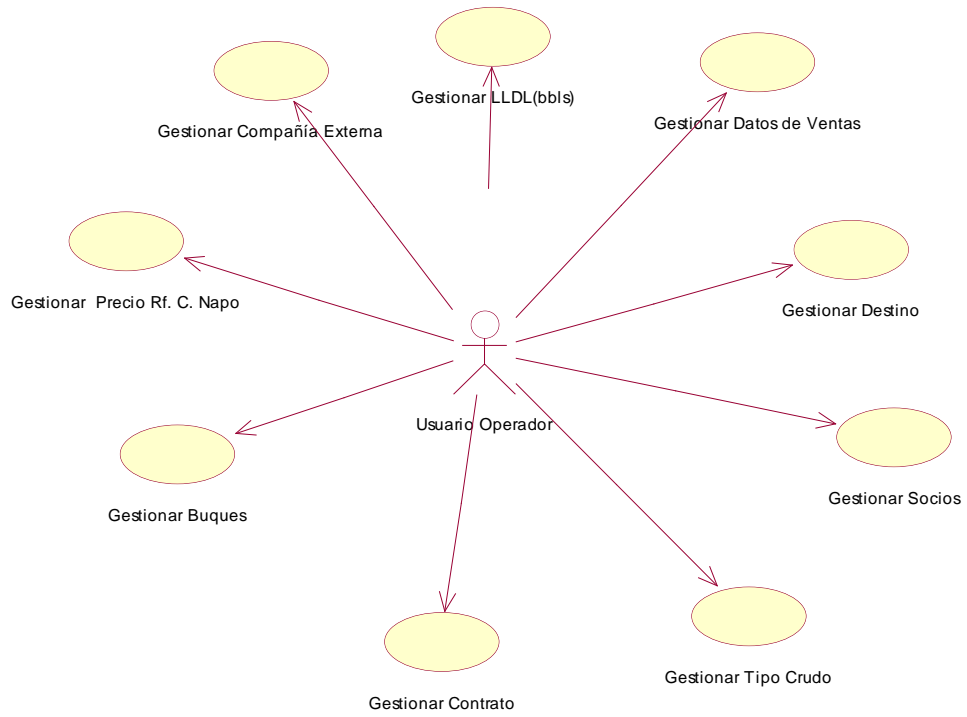 Gestionar LLDL(bbls)
Gestionar Datos de Ventas
Gestionar Compañía Externa
Gestionar  Precio Rf. C. Napo
Gestionar Destino
Usuario Operador
Gestionar Socios
Gestionar Buques
Gestionar Tipo Crudo
Gestionar Contrato